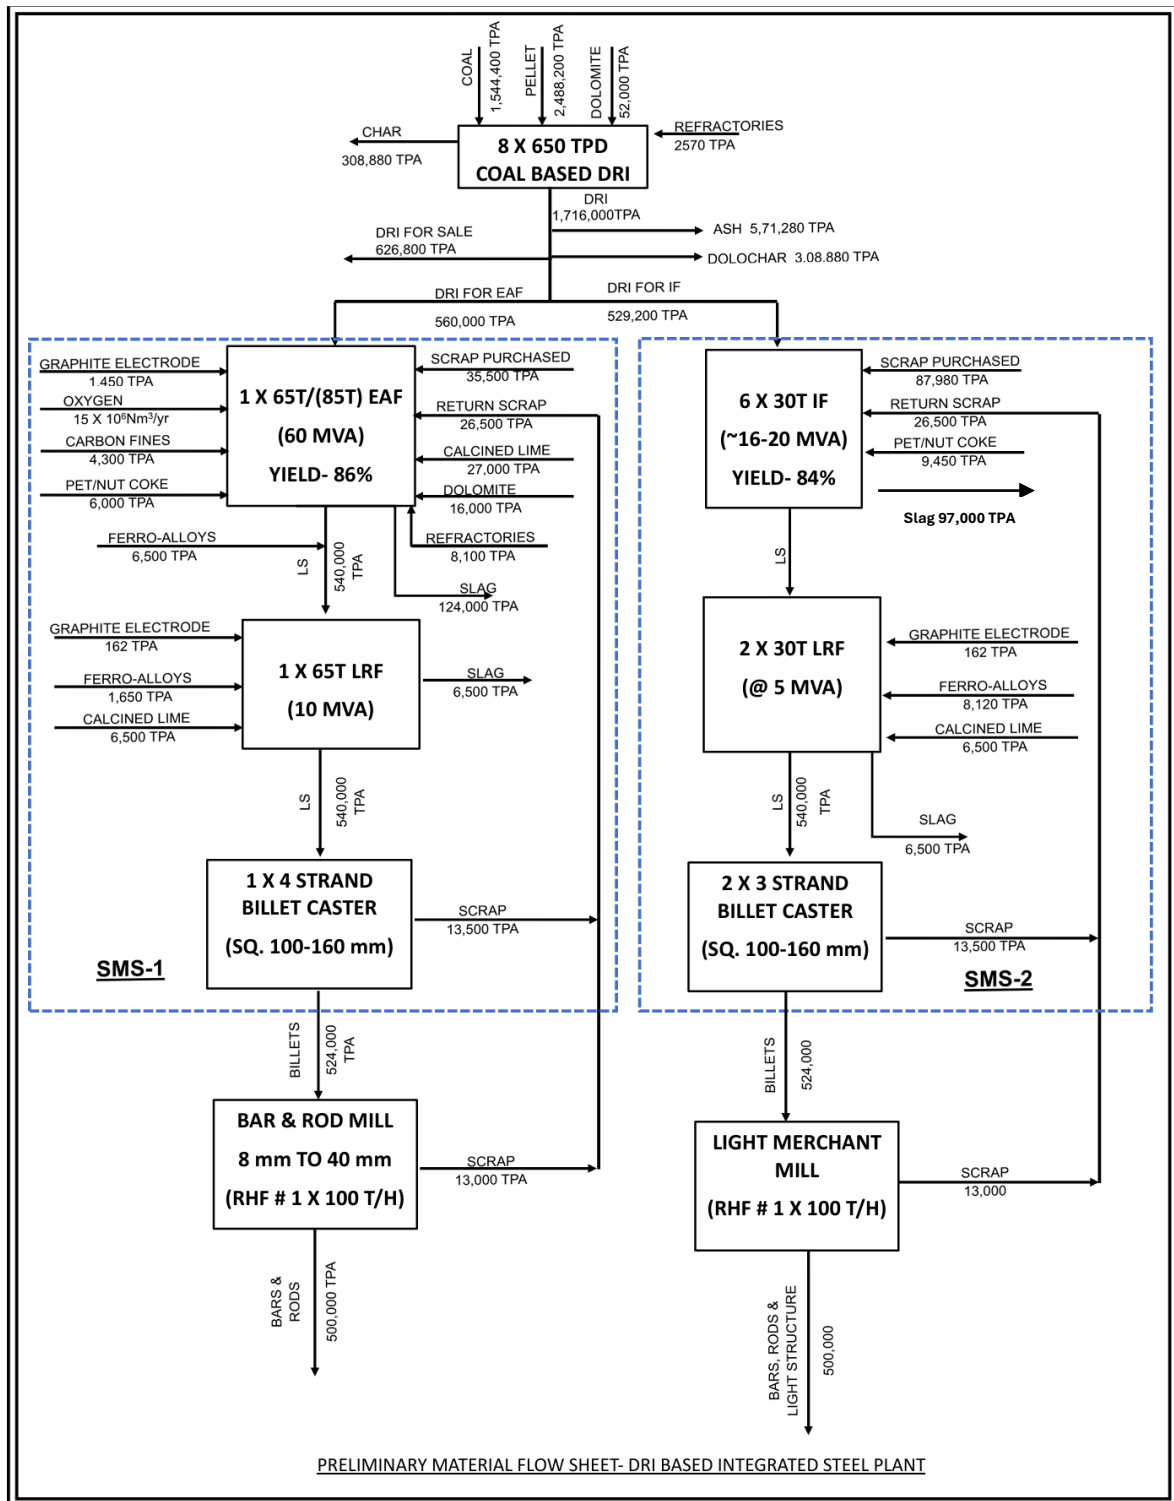 COAL
1,544,400 TPA
PELLET
2,488,200 TPA
DOLOMITE
52,000 TPA
8 X 650 TPD
COAL BASED DRI
CHAR
308,880 TPA
REFRACTORIES
2570 TPA
DRI
1,716,000TPA
DRI FOR SALE
626,800 TPA
ASH 5,71,280 TPA
DOLOCHAR 3.08.880 TPA
DRI FOR EAF
560,000 TPA
DRI FOR IF
529,200 TPA
GRAPHITE ELECTRODE
1.450 TPA
OXYGEN
15 X 10⁶Nm³/yr
CARBON FINES
4,300 TPA
PET/NUT COKE
6,000 TPA
1 X 65T/(85T) EAF
(60 MVA)
YIELD- 86%
SCRAP PURCHASED
35,500 TPA
RETURN SCRAP
26,500 TPA
CALCINED LIME
27,000 TPA
DOLOMITE
16,000 TPA
REFRACTORIES
8,100 TPA
FERRO-ALLOYS
6,500 TPA
LS
540,000
TPA
SLAG
124,000 TPA
GRAPHITE ELECTRODE
162 TPA
FERRO-ALLOYS
1,650 TPA
CALCINED LIME
6,500 TPA
1 X 65T LRF
(10 MVA)
SLAG
6,500 TPA
LS
540,000
TPA
1 X 4 STRAND
BILLET CASTER
(SQ. 100-160 mm)
SCRAP
13,500 TPA
SMS-1
BILLETS
524,000
TPA
BAR & ROD MILL
8 mm TO 40 mm
(RHF # 1 X 100 T/H)
SCRAP
13,000 TPA
BARS &
RODS
500,000 TPA
6 X 30T IF
(~16-20 MVA)
YIELD- 84%
SCRAP PURCHASED
87,980 TPA
RETURN SCRAP
26,500 TPA
PET/NUT COKE
9,450 TPA
Slag 97,000 TPA
LS
2 X 30T LRF
(@ 5 MVA)
GRAPHITE ELECTRODE
162 TPA
FERRO-ALLOYS
8,120 TPA
CALCINED LIME
6,500 TPA
LS
540,000
TPA
SLAG
6,500 TPA
2 X 3 STRAND
BILLET CASTER
(SQ. 100-160 mm)
SCRAP
13,500 TPA
SMS-2
BILLETS
524,000
LIGHT MERCHANT
MILL
(RHF # 1 X 100 T/H)
SCRAP
13,000
BARS, RODS &
LIGHT STRUCTURE
500,000
PRELIMINARY MATERIAL FLOW SHEET- DRI BASED INTEGRATED STEEL PLANT